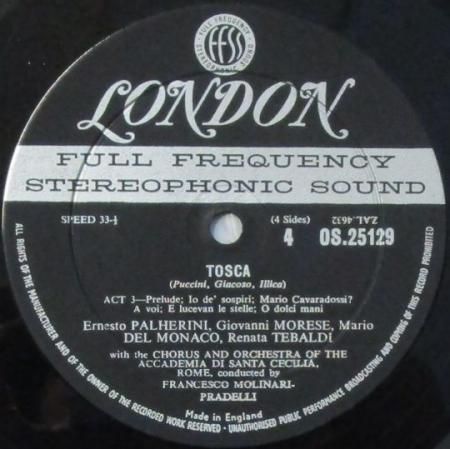 FULL FREQUENCY
FFSS
STEREOPHONIC SOUND
LONDON
FULL FREQUENCY
STEREOPHONIC SOUND
SPEED 33-⅓
(4 Sides) ZAL.4632
4 OS.25129
TOSCA
(Puccini, Giacoso, Illica)
ACT 3—Prelude; Io de' sospiri; Mario Cavaradossi?
A voi; E lucevan le stelle; O dolci mani
Ernesto PALHERINI, Giovanni MORESE, Mario
DEL MONACO, Renata TEBALDI
with the CHORUS AND ORCHESTRA OF THE
ACCADEMIA DI SANTA CECILIA,
ROME, conducted by
FRANCESCO MOLINARI-
PRADELLI
Made in England
ALL RIGHTS OF THE MANUFACTURER AND OF THE OWNER OF THE RECORDED WORK RESERVED · UNAUTHORISED PUBLIC PERFORMANCE BROADCASTING AND COPYING OF THIS RECORD PROHIBITED